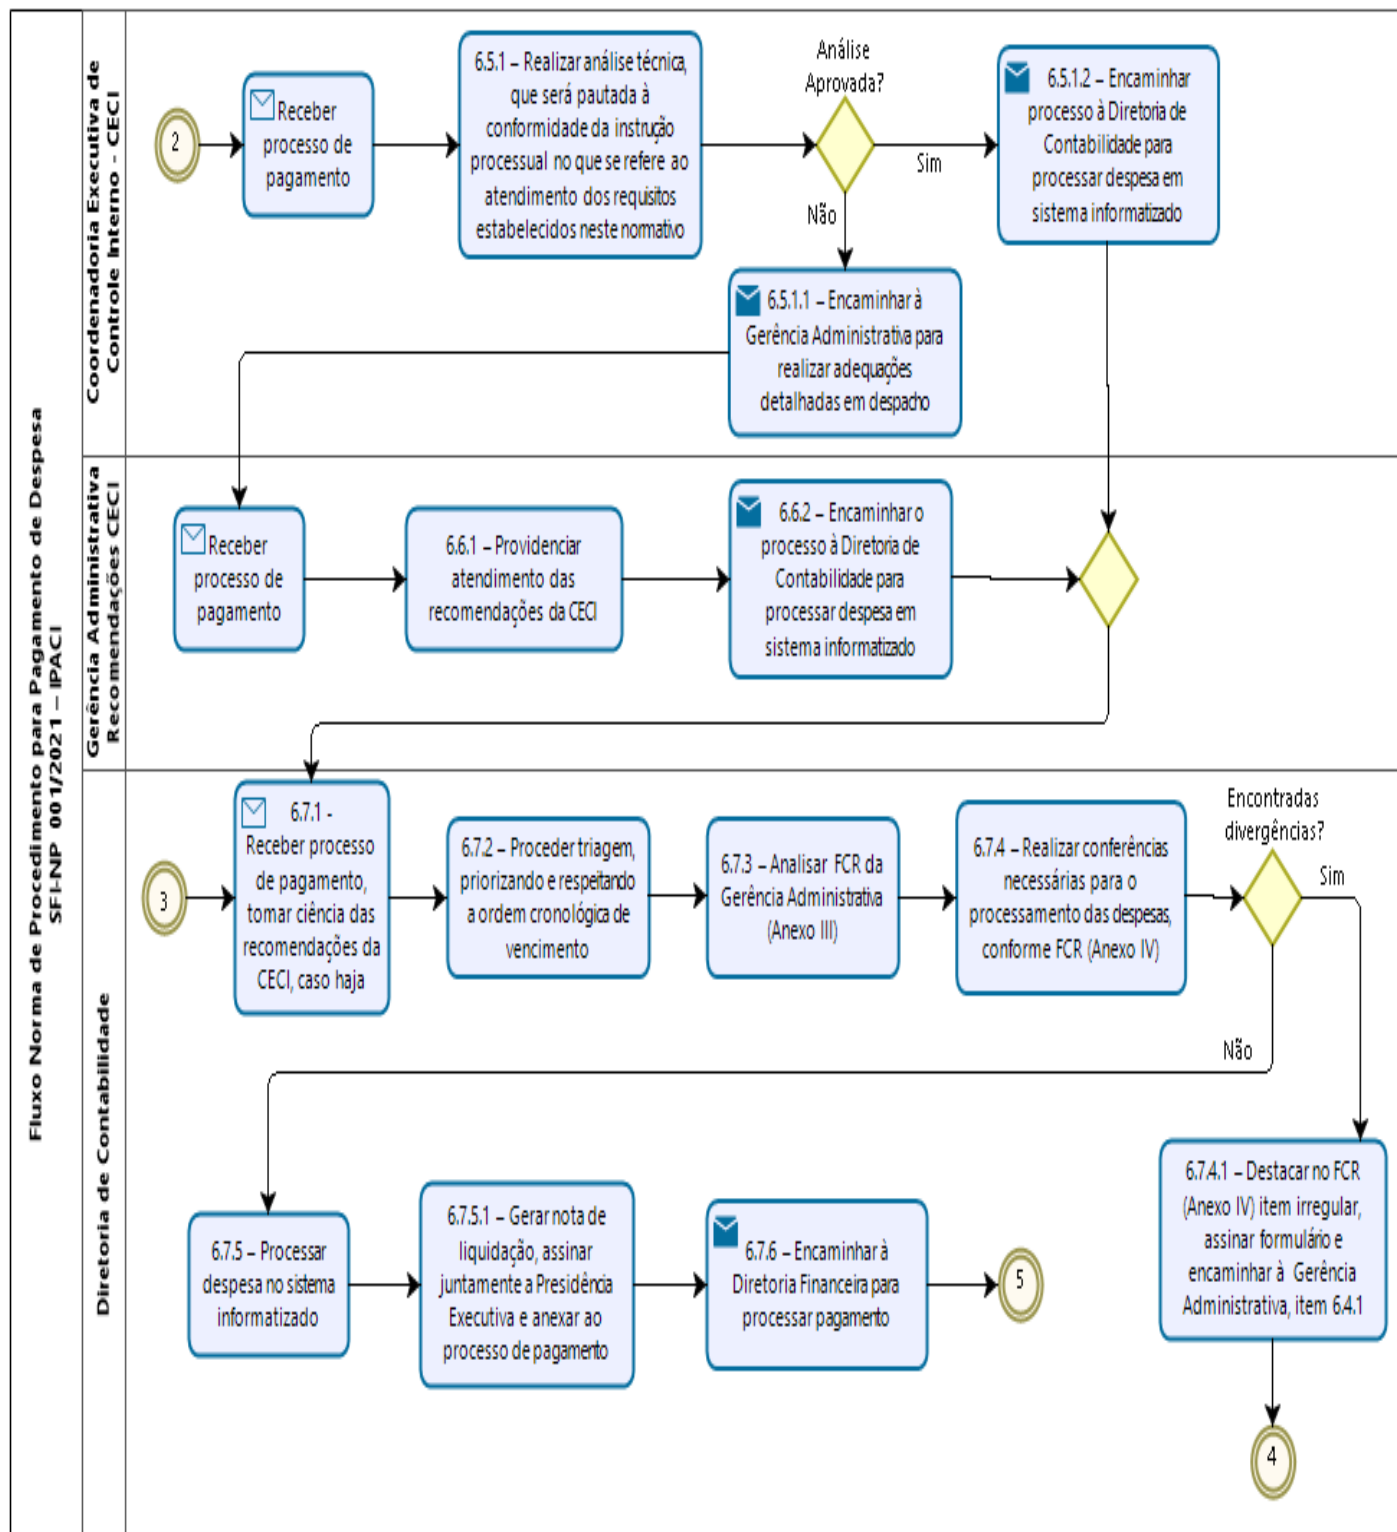 Fluxo Norma de Procedimento para Pagamento de Despesa
SFI-NP 001/2021 – IPACI
Coordenadoria Executiva de
Controle Interno - CECI
2
Receber
processo de
pagamento
6.5.1 – Realizar análise técnica,
que será pautada à
conformidade da instrução
processual no que se refere ao
atendimento dos requisitos
estabelecidos neste normativo
Análise
Aprovada?
Sim
Não
6.5.1.2 – Encaminhar
processo à Diretoria de
Contabilidade para
processar despesa em
sistema informatizado
6.5.1.1 – Encaminhar à
Gerência Administrativa para
realizar adequações
detalhadas em despacho
Gerência Administrativa
Recomendações CECI
Receber
processo de
pagamento
6.6.1 – Providenciar
atendimento das
recomendações da CECI
6.6.2 – Encaminhar o
processo à Diretoria de
Contabilidade para
processar despesa em
sistema informatizado
Diretoria de Contabilidade
3
6.7.1 -
Receber processo
de pagamento,
tomar ciência das
recomendações da
CECI, caso haja
6.7.2 – Proceder triagem,
priorizando e respeitando
a ordem cronológica de
vencimento
6.7.3 – Analisar FCR da
Gerência Administrativa
(Anexo III)
6.7.4 – Realizar conferências
necessárias para o
processamento das despesas,
conforme FCR (Anexo IV)
Encontradas
divergências?
Sim
Não
6.7.4.1 – Destacar no FCR
(Anexo IV) item irregular,
assinar formulário e
encaminhar à Gerência
Administrativa, item 6.4.1
6.7.5 – Processar
despesa no sistema
informatizado
6.7.5.1 – Gerar nota de
liquidação, assinar
juntamente a Presidência
Executiva e anexar ao
processo de pagamento
6.7.6 – Encaminhar à
Diretoria Financeira para
processar pagamento
5
4